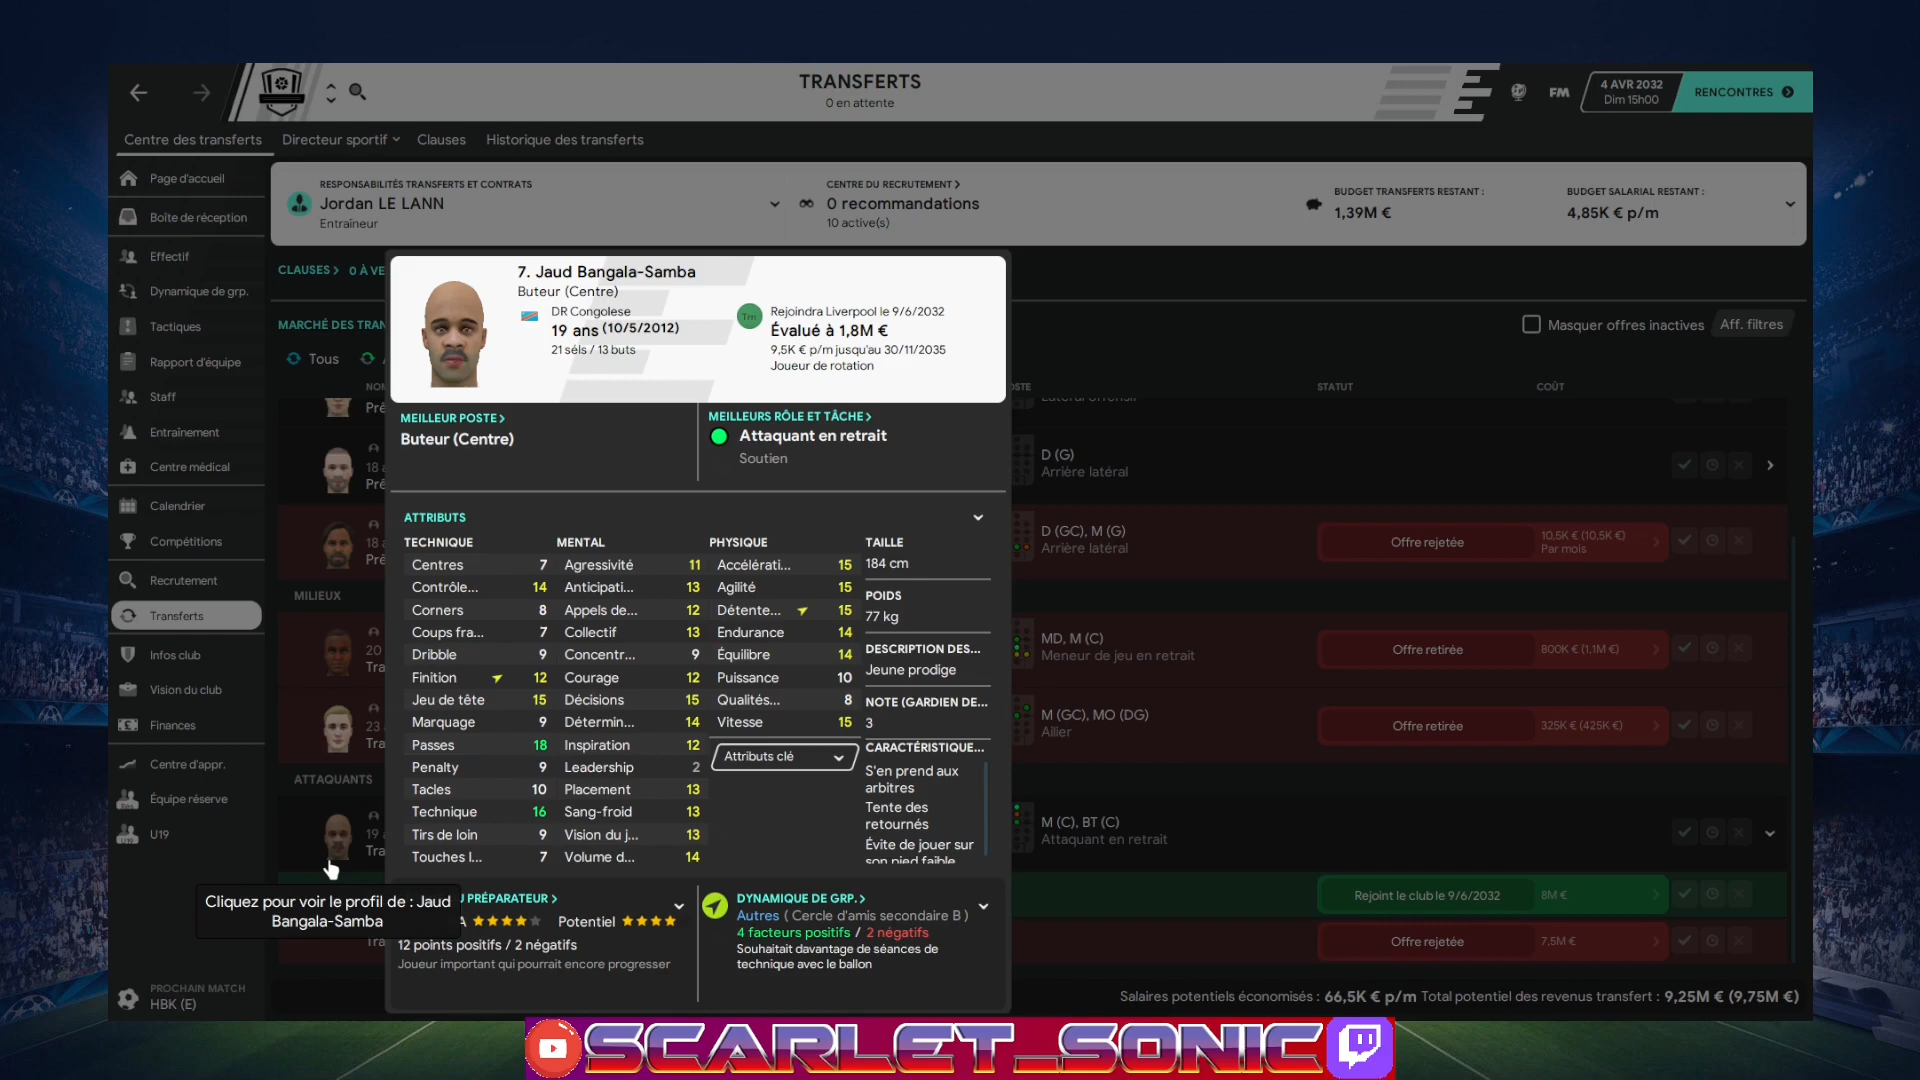 TRANSFERTS
0 en attente
FM
4 AVR 2032
Dim 15h00
RENCONTRES
Centre des transferts
Directeur sportif
Clauses
Historique des transferts
Page d'accueil
Boîte de réception
Effectif
Dynamique de grp.
Tactiques
Rapport d'équipe
Staff
Entraînement
Centre médical
Calendrier
Compétitions
Recrutement
Transferts
Infos club
Vision du club
Finances
Centre d'appr.
Équipe réserve
U19
PROCHAIN MATCH
HBK (E)
RESPONSABILITÉS TRANSFERTS ET CONTRATS
Jordan LE LANN
Entraîneur
CENTRE DU RECRUTEMENT
0 recommandations
10 active(s)
BUDGET TRANSFERTS RESTANT :
1,39M €
BUDGET SALARIAL RESTANT :
4,85K € p/m
CLAUSES
0 À VE
MARCHÉ DES TRAN
Masquer offres inactives
Aff. filtres
Tous
NOM
STATUT
COÛT
MILIEUX
ATTAQUANTS
7. Jaud Bangala-Samba
Buteur (Centre)
DR Congolese
19 ans (10/5/2012)
21 séls / 13 buts
Trn
Rejoindra Liverpool le 9/6/2032
Évalué à 1,8M €
9,5K € p/m jusqu'au 30/11/2035
Joueur de rotation
MEILLEUR POSTE
Buteur (Centre)
MEILLEURS RÔLE ET TÂCHE
Attaquant en retrait
Soutien
ATTRIBUTS
TECHNIQUE
Centres 7
Contrôle... 14
Corners 8
Coups fra... 7
Dribble 9
Finition 12
Jeu de tête 15
Marquage 9
Passes 18
Penalty 9
Tacles 10
Technique 16
Tirs de loin 9
Touches l... 7
MENTAL
Agressivité 11
Anticipati... 13
Appels de... 12
Collectif 13
Concentr... 9
Courage 12
Décisions 15
Détermin... 14
Inspiration 12
Leadership 2
Placement 13
Sang-froid 13
Vision du j... 13
Volume d... 14
PHYSIQUE
Accélérati... 15
Agilité 15
Détente... 15
Endurance 14
Équilibre 14
Puissance 10
Qualités... 8
Vitesse 15
Attributs clé
TAILLE
184 cm
POIDS
77 kg
DESCRIPTION DES...
Jeune prodige
NOTE (GARDIEN DE...
3
CARACTÉRISTIQUE...
S'en prend aux
arbitres
Tente des
retournés
Évite de jouer sur
son pied faible
U PRÉPARATEUR
A
Potentiel
12 points positifs / 2 négatifs
Joueur important qui pourrait encore progresser
DYNAMIQUE DE GRP.
Autres ( Cercle d'amis secondaire B )
4 facteurs positifs / 2 négatifs
Souhaitait davantage de séances de
technique avec le ballon
Cliquez pour voir le profil de : Jaud
Bangala-Samba
D (G)
Arrière latéral
D (GC), M (G)
Arrière latéral
Offre rejetée
10,5K € (10,5K €)
Par mois
MD, M (C)
Meneur de jeu en retrait
Offre retirée
800K € (1,1M €)
M (GC), MO (DG)
Ailier
Offre retirée
325K € (425K €)
M (C), BT (C)
Attaquant en retrait
Rejoint le club le 9/6/2032
8M €
Offre rejetée
7,5M €
Salaires potentiels économisés : 66,5K € p/m Total potentiel des revenus transfert : 9,25M € (9,75M €)
SCARLET_SONIC